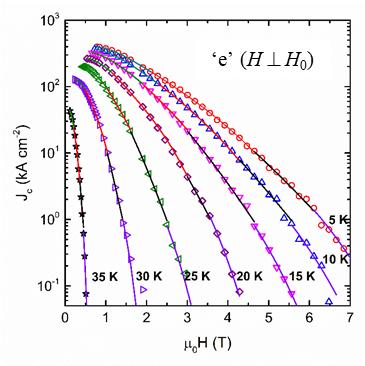 ‘e’ (H⊥H₀)
10³
10²
10¹
10⁰
10⁻¹
J꜀ (kA cm⁻²)
5 K
10 K
35 K 30 K 25 K 20 K 15 K
0 1 2 3 4 5 6 7
μ₀H (T)